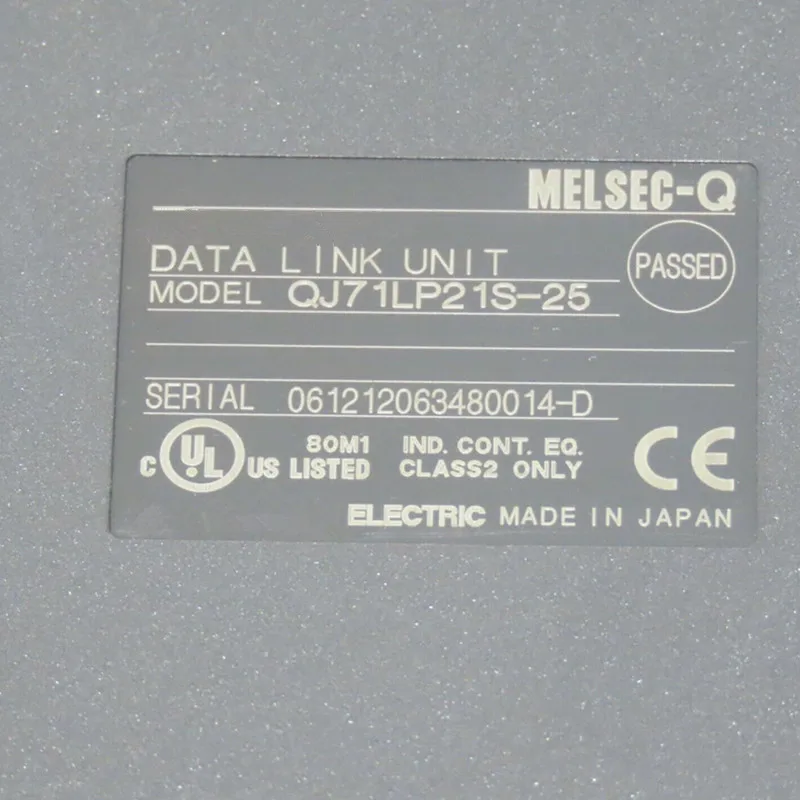 MELSEC-Q
DATA LINK UNIT
PASSED
MODEL QJ71LP21S-25
SERIAL 061212063480014-D
C UL US LISTED 80M1 IND. CONT. EQ. CLASS2 ONLY
CE
ELECTRIC MADE IN JAPAN